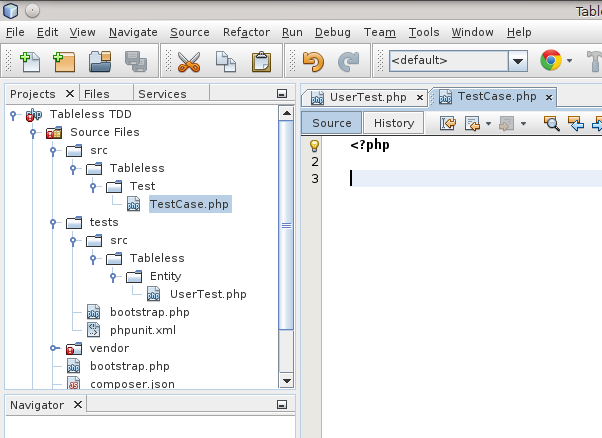 Table
File Edit View Navigate Source Refactor Run Debug Team Tools Window Help
<default>
Projects Files Services
UserTest.php TestCase.php
Source History
Tableless TDD
Source Files
src
Tableless
Test
TestCase.php
tests
src
Tableless
Entity
UserTest.php
bootstrap.php
phpunit.xml
vendor
bootstrap.php
composer.json
Navigator
<?php
2
3